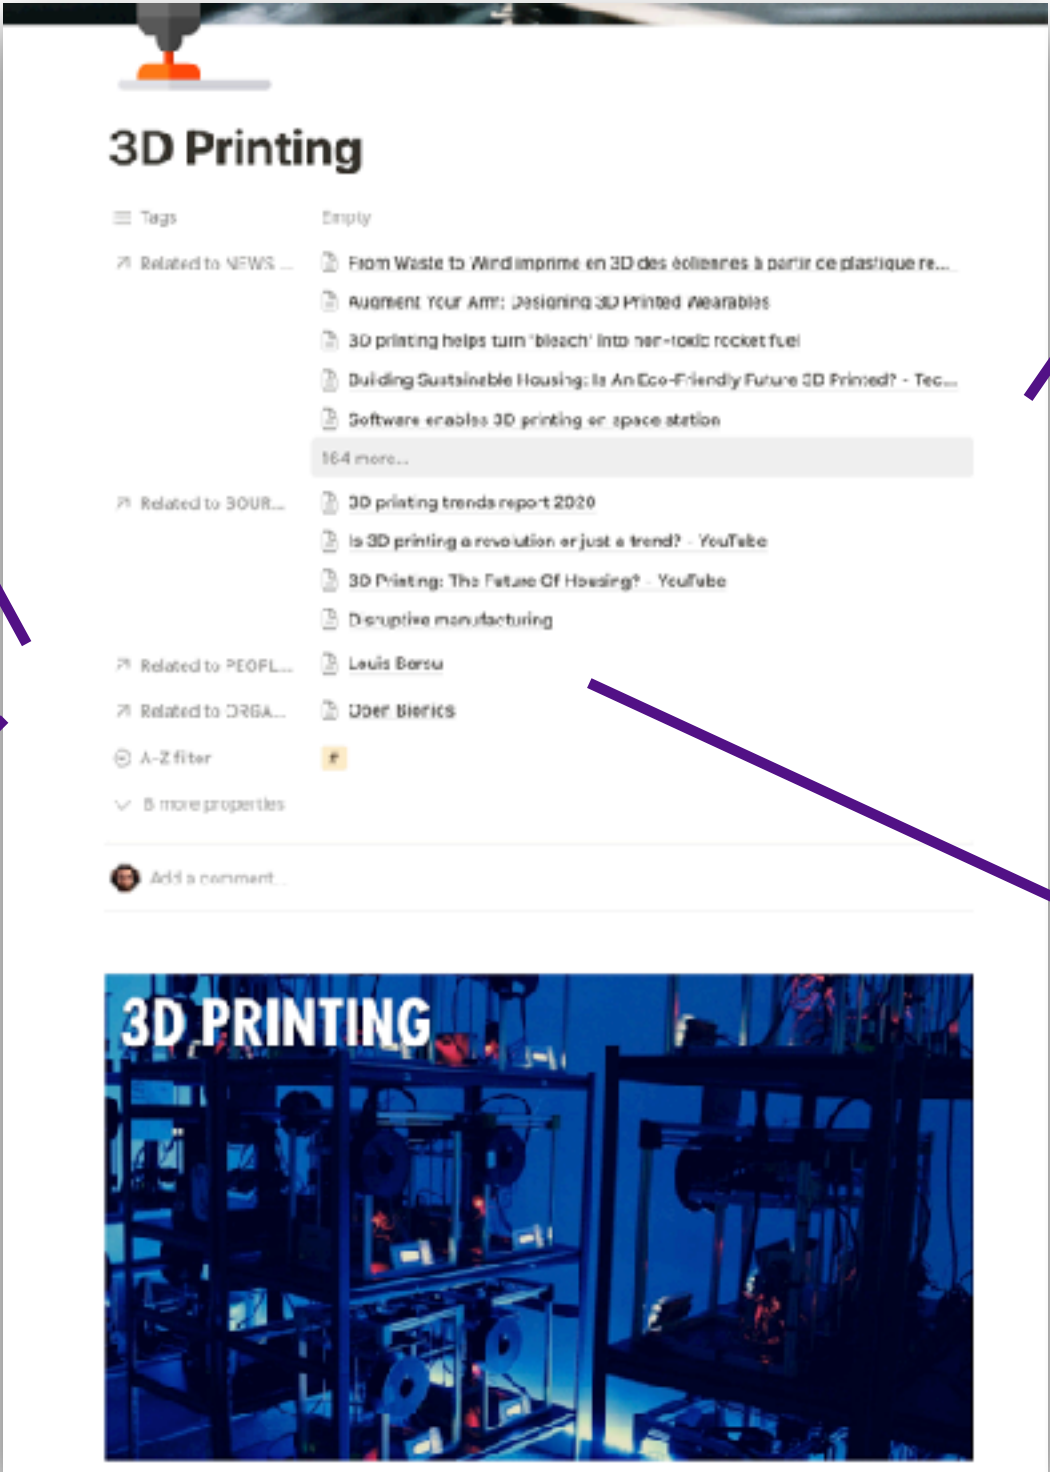 3D Printing
Tags Empty
Related to NEWS ... From Waste to Wind imprime en 3D des éoliennes à partir de plastique re...
Augment Your Arm: Designing 3D Printed Wearables
3D printing helps turn 'bleach' into non-toxic rocket fuel
Building Sustainable Housing: Is An Eco-Friendly Future 3D Printed? - Tec...
Software enables 3D printing on space station
164 more...
Related to SOUR... 3D printing trends report 2020
Is 3D printing a revolution or just a trend? - YouTube
3D Printing: The Future Of Housing? - YouTube
Disruptive manufacturing
Related to PEOPL... Louis
Related to ORGA... Open Bionics
A-Z filter #
more properties
Add a comment...
3D PRINTING